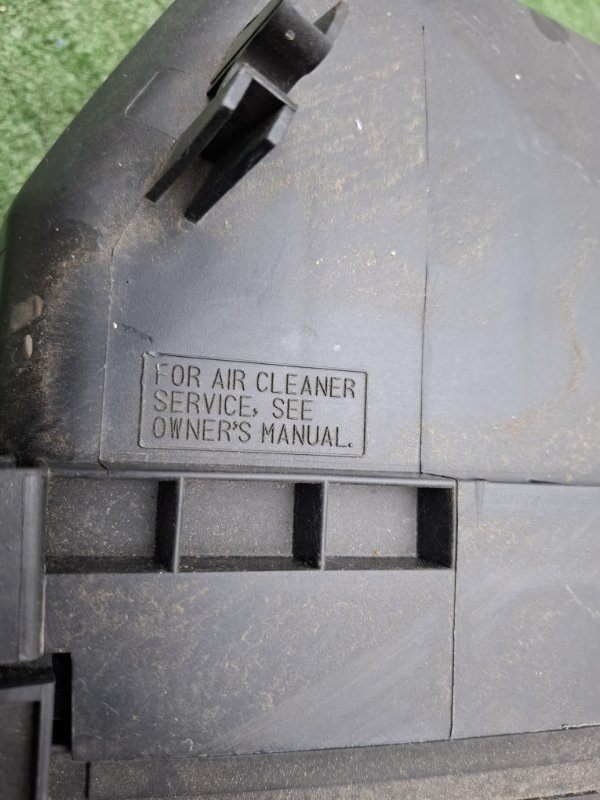 FOR AIR CLEANER
SERVICE, SEE
OWNER'S MANUAL.